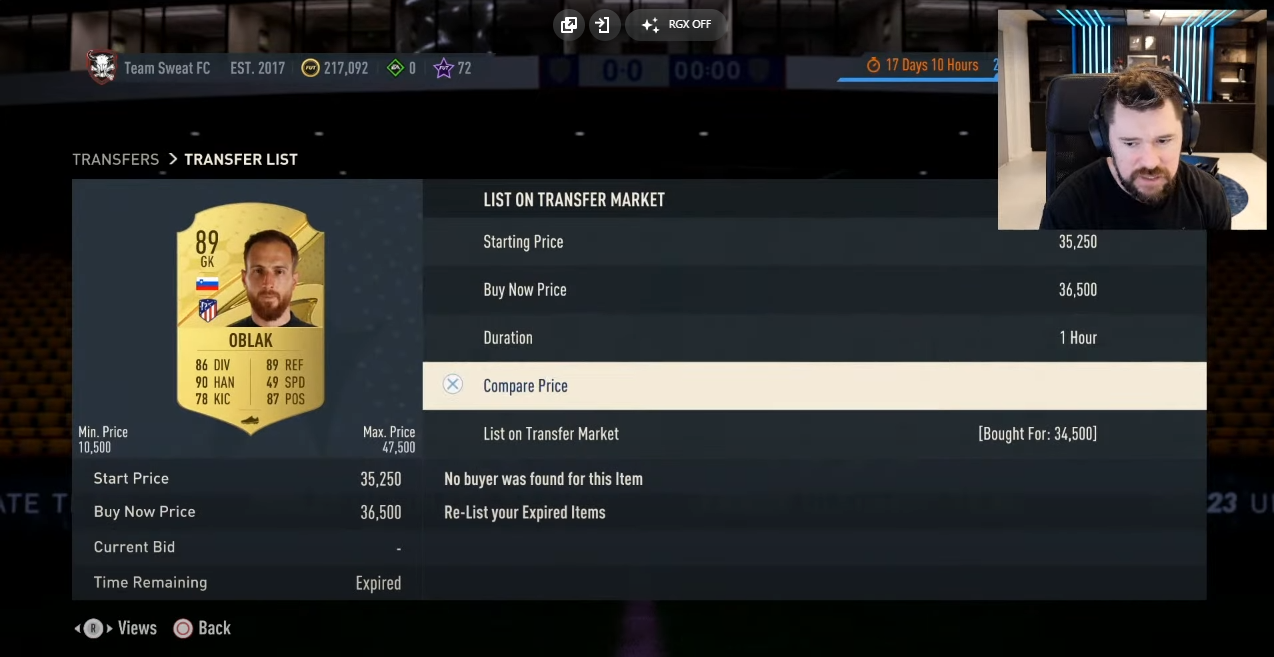 RGX OFF
Team Sweat FC EST. 2017 217,092 0 72
0-0 00:00
17 Days 10 Hours
TRANSFERS > TRANSFER LIST
89
GK
OBLAK
86 DIV 89 REF
90 HAN 49 SPD
78 KIC 87 POS
Min. Price Max. Price
10,500 47,500
Start Price 35,250
Buy Now Price 36,500
Current Bid -
Time Remaining Expired
LIST ON TRANSFER MARKET
Starting Price 35,250
Buy Now Price 36,500
Duration 1 Hour
Compare Price
List on Transfer Market [Bought For: 34,500]
No buyer was found for this Item
Re-List your Expired Items
23
R Views Back